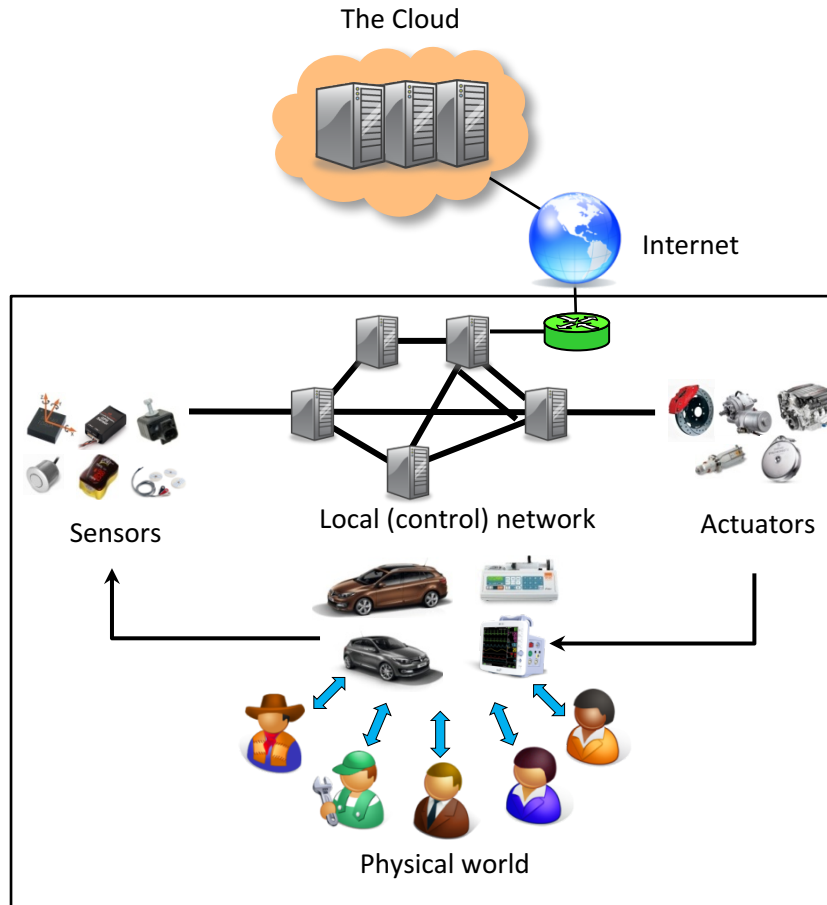 The Cloud
Internet
Local (control) network
Sensors
Actuators
Physical world